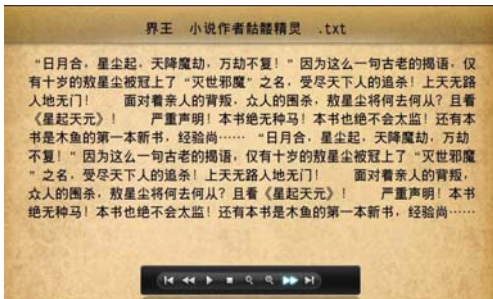 界王　小说作者骷髅精灵　.txt
“日月合，星尘起，天降魔劫，万劫不复！”因为这么一句古老的揭语，仅
有十岁的敖星尘被冠上了“灭世邪魔”之名，受尽天下人的追杀！上天无路
入地无门！　　面对着亲人的背叛，众人的围杀，敖星尘将何去何从？且看
《星起天元》！　　严重声明！本书绝无种马！本书也绝不会太监！还有本
书是木鱼的第一本新书，经验尚……　“日月合，星尘起，天降魔劫，万劫
不复！”因为这么一句古老的揭语，仅有十岁的敖星尘被冠上了“灭世邪魔
”之名，受尽天下人的追杀！上天无路入地无门！　　面对着亲人的背叛，众
人的围杀，敖星尘将何去何从？且看《星起天元》！　　严重声明！本书
绝无种马！本书也绝不会太监！还有本书是木鱼的第一本新书，经验尚……